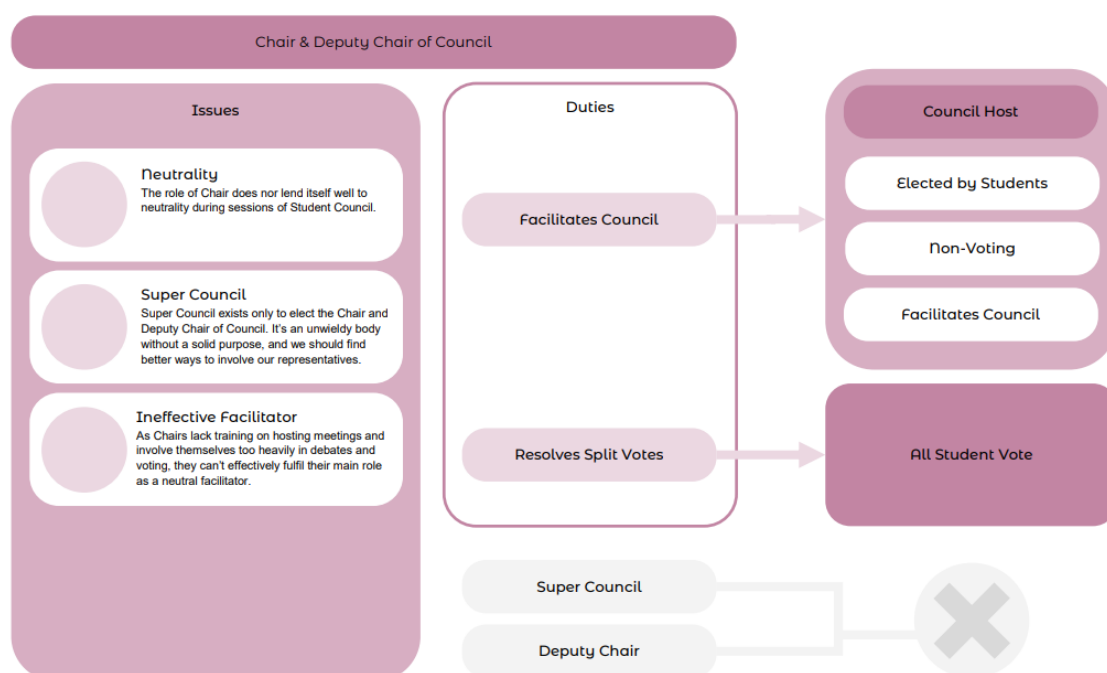 Chair & Deputy Chair of Council
Issues
Neutrality
The role of Chair does nor lend itself well to
neutrality during sessions of Student Council.
Super Council
Super Council exists only to elect the Chair and
Deputy Chair of Council. It's an unwieldy body
without a solid purpose, and we should find
better ways to involve our representatives.
Ineffective Facilitator
As Chairs lack training on hosting meetings and
involve themselves too heavily in debates and
voting, they can't effectively fulfil their main role
as a neutral facilitator.
Duties
Facilitates Council
Resolves Split Votes
Council Host
Elected by Students
Non-Voting
Facilitates Council
All Student Vote
Super Council
Deputy Chair